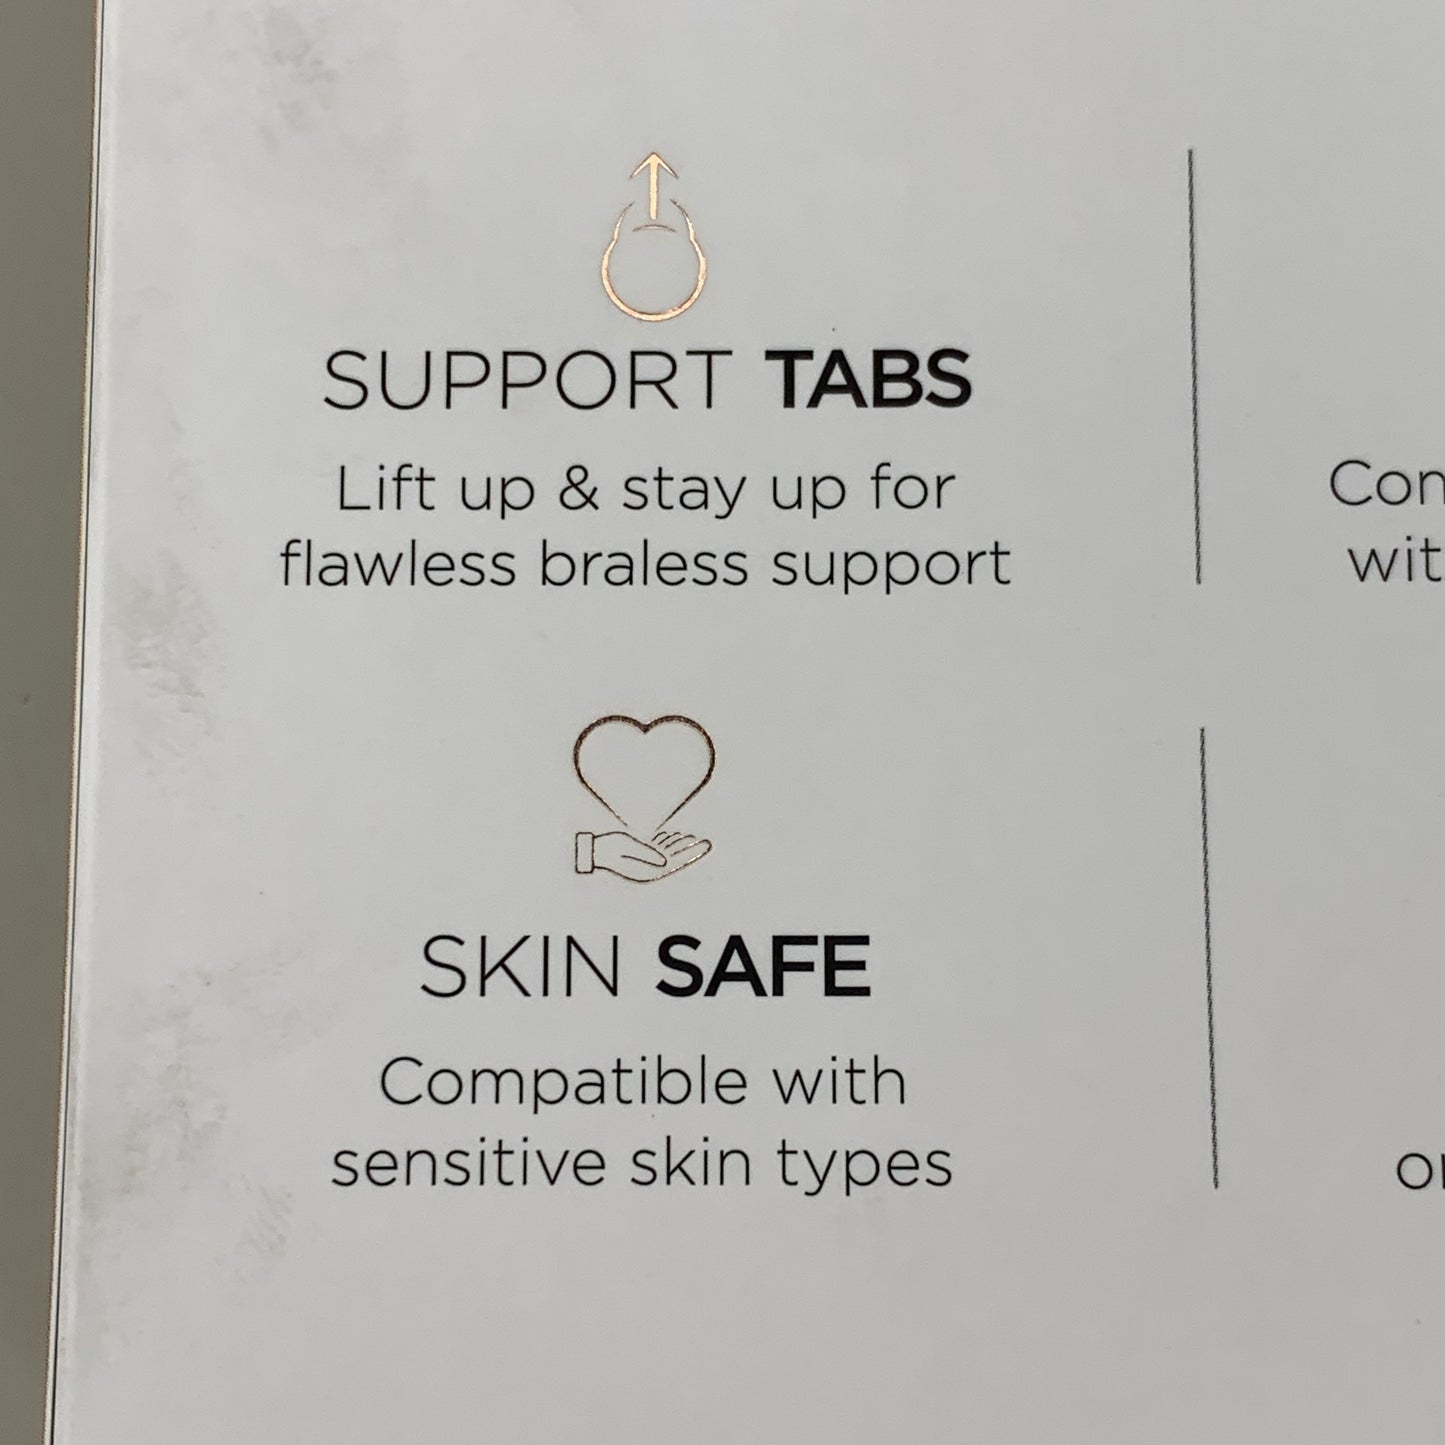 SUPPORT TABS
Lift up & stay up for
flawless braless support
SKIN SAFE
Compatible with
sensitive skin types